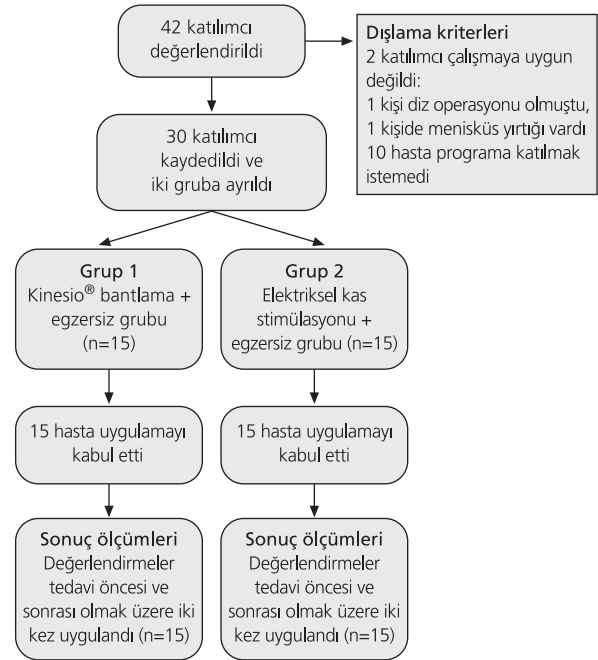 42 katılımcı
değerlendirildi
Dışlama kriterleri
2 katılımcı çalışmaya uygun
değildi:
1 kişi diz operasyonu olmuştu,
1 kişide menisküs yırtığı vardı
10 hasta programa katılmak
istemedi
30 katılımcı
kaydedildi ve
iki gruba ayrıldı
Grup 1
Kinesio® bantlama +
egzersiz grubu
(n=15)
Grup 2
Elektriksel kas
stimülasyonu +
egzersiz grubu (n=15)
15 hasta uygulamayı
kabul etti
15 hasta uygulamayı
kabul etti
Sonuç ölçümleri
Değerlendirmeler
tedavi öncesi ve
sonrası olmak üzere iki
kez uygulandı (n=15)
Sonuç ölçümleri
Değerlendirmeler
tedavi öncesi ve
sonrası olmak üzere iki
kez uygulandı (n=15)